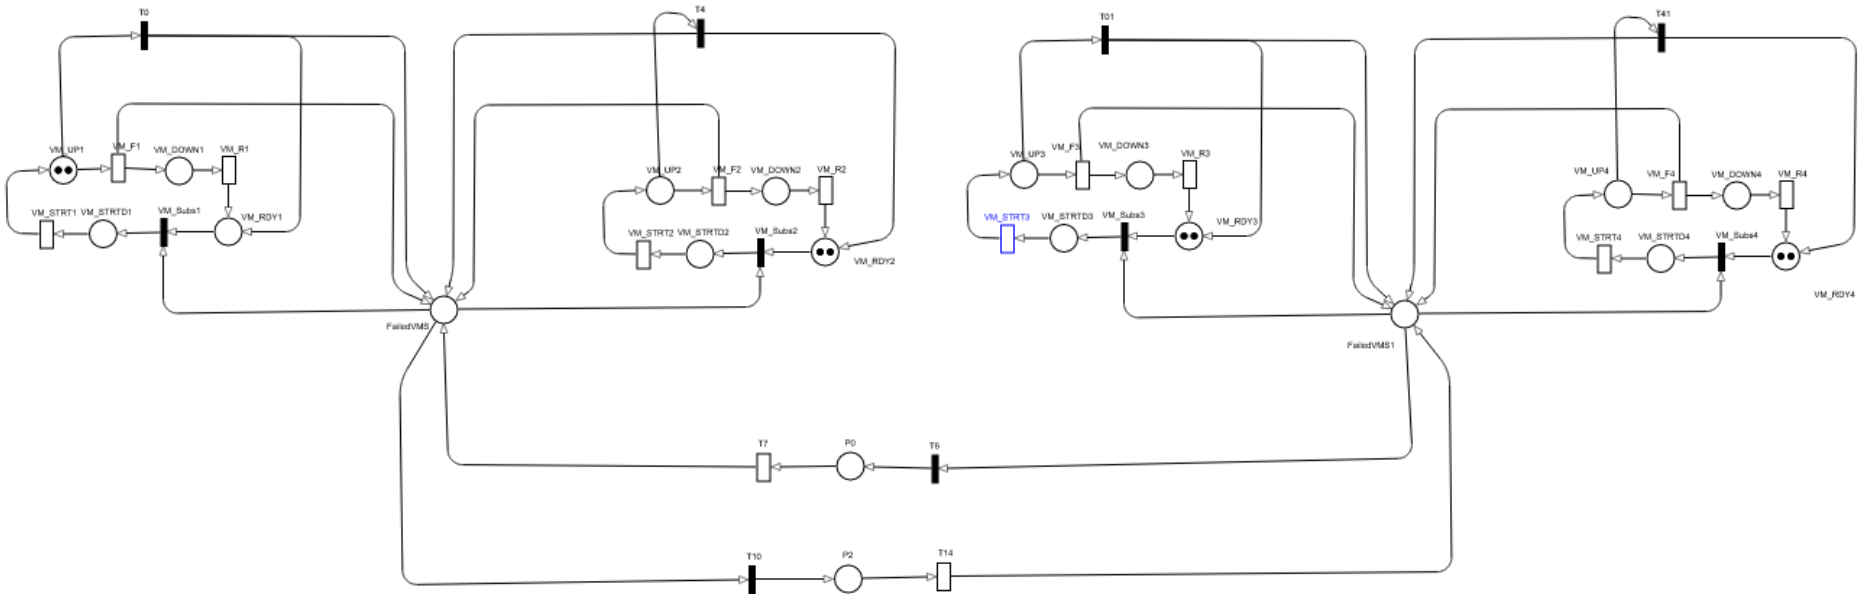 T0
T4
T01
T41
VM_UP1
VM_F1
VM_DOWN1
VM_R1
VM_UP2
VM_F2
VM_DOWN2
VM_R2
VM_UP3
VM_F3
VM_DOWN3
VM_R3
VM_UP4
VM_F4
VM_DOWN4
VM_R4
VM_STRT1
VM_STRTD1
VM_Subs1
VM_RDY1
VM_STRT2
VM_STRTD2
VM_Subs2
VM_RDY2
VM_STRT3
VM_STRTD3
VM_Subs3
VM_RDY3
VM_STRT4
VM_STRTD4
VM_Subs4
VM_RDY4
FailedVMS
FailedVMS1
T7
P0
T6
T10
P2
T14